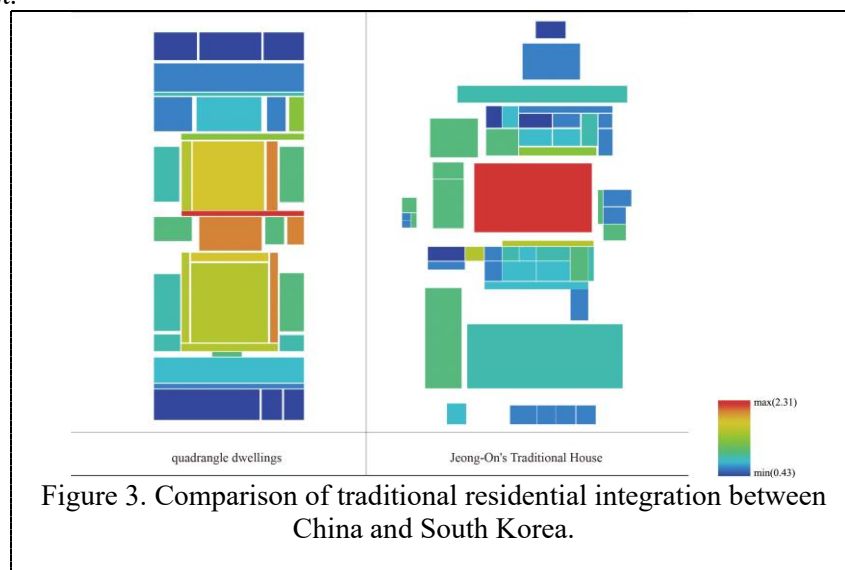 max(2.31)
quadrangle dwellings
Jeong-On's Traditional House
min(0.43)
Figure 3. Comparison of traditional residential integration between
China and South Korea.